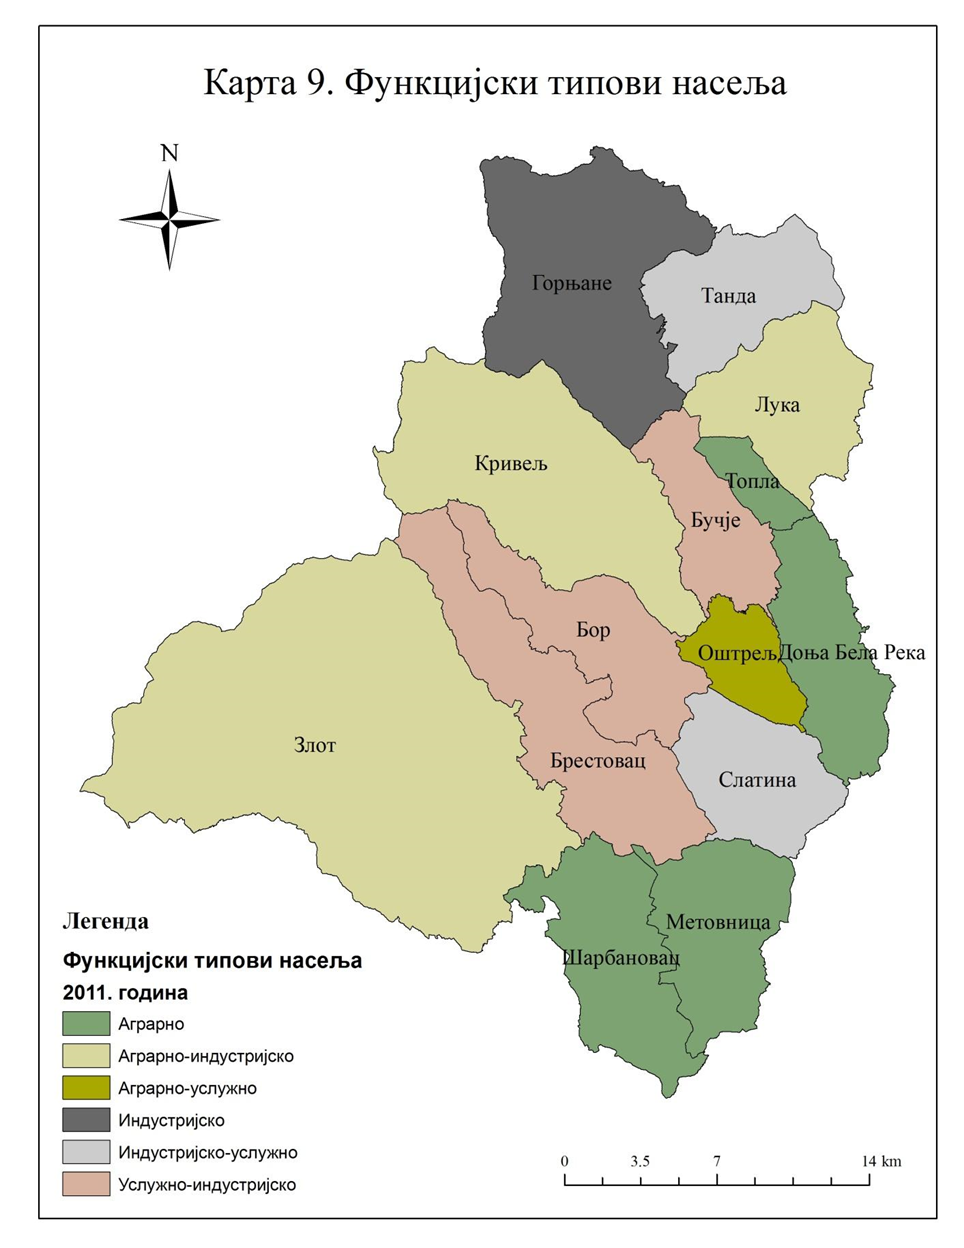 Карта 9. Функцијски типови насеља
N
Горњане
Танда
Лука
Кривељ
Топла
Бучје
Бор
Оштрељ
Доња Бела Река
Злот
Брестовац
Слатина
Метовница
Шарбановац
Легенда
Функцијски типови насеља
2011. година
Аграрно
Аграрно-индустријско
Аграрно-услужно
Индустријско
Индустријско-услужно
Услужно-индустријско
0 3.5 7 14 km